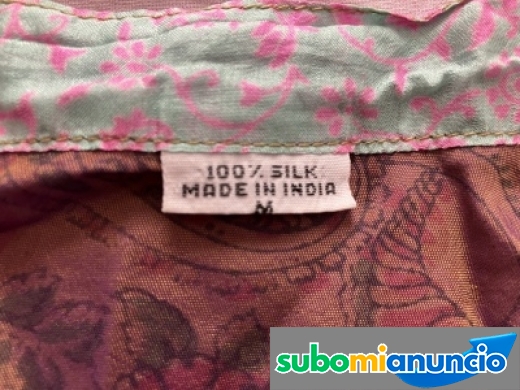 100% SILK
MADE IN INDIA
M
subomianuncio